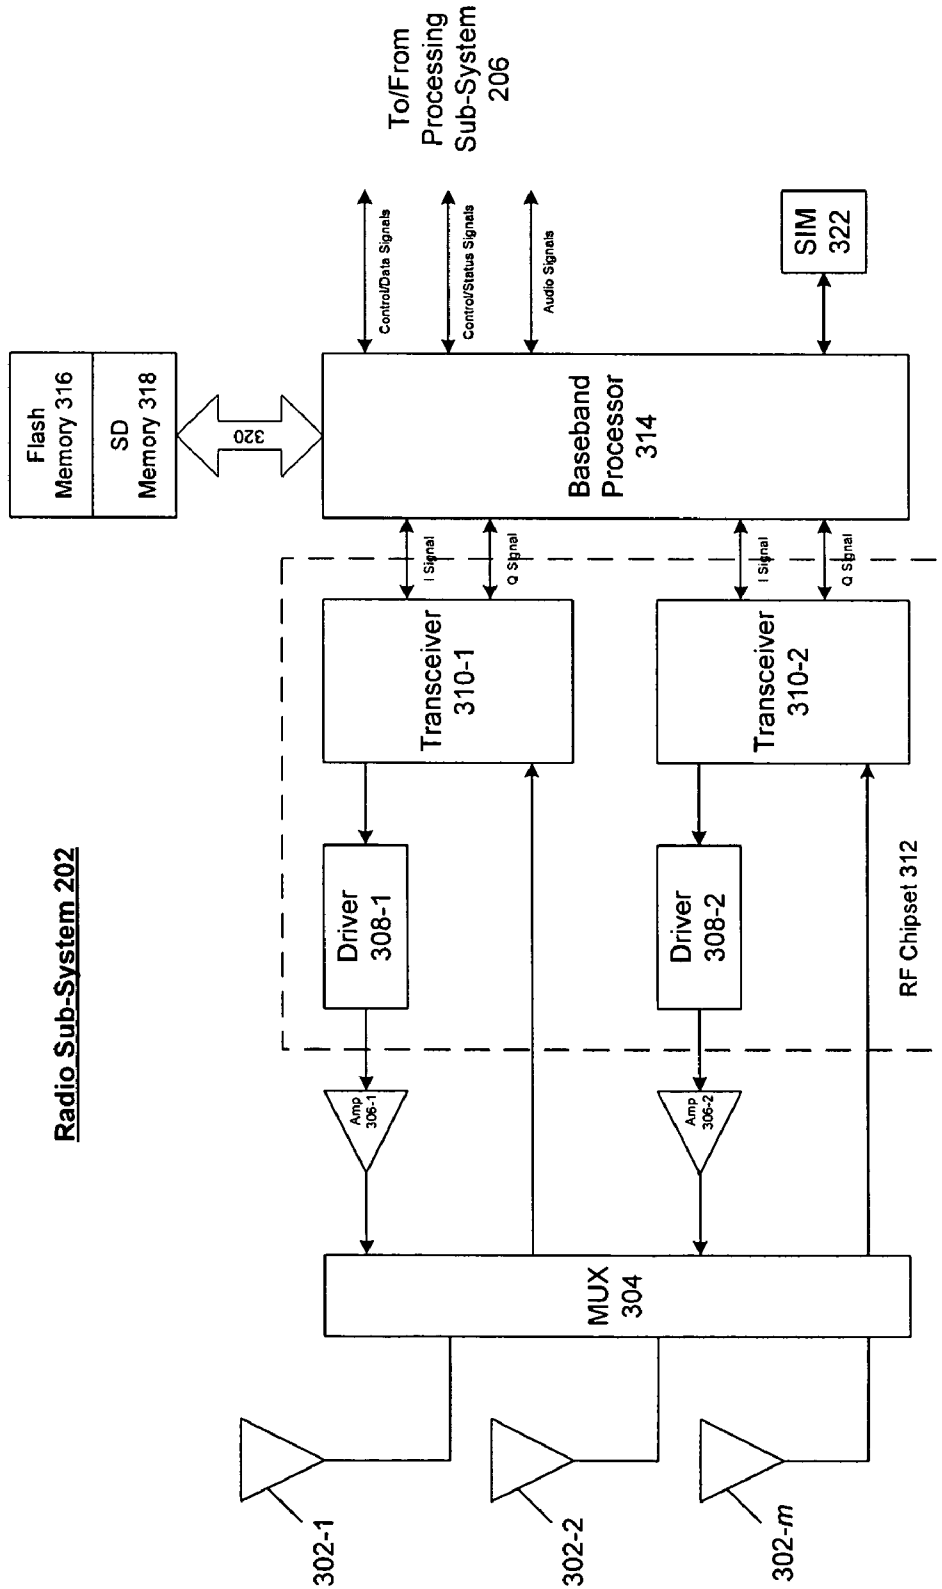 Radio Sub-System 202
302-1
302-2
302-m
MUX
304
Amp
306-1
Amp
306-2
Driver
308-1
Driver
308-2
RF Chipset 312
Transceiver
310-1
Transceiver
310-2
I Signal
Q Signal
I Signal
Q Signal
Flash
Memory 316
SD
Memory 318
320
Baseband
Processor
314
Control/Data Signals
Control/Status Signals
Audio Signals
To/From
Processing
Sub-System
206
SIM
322